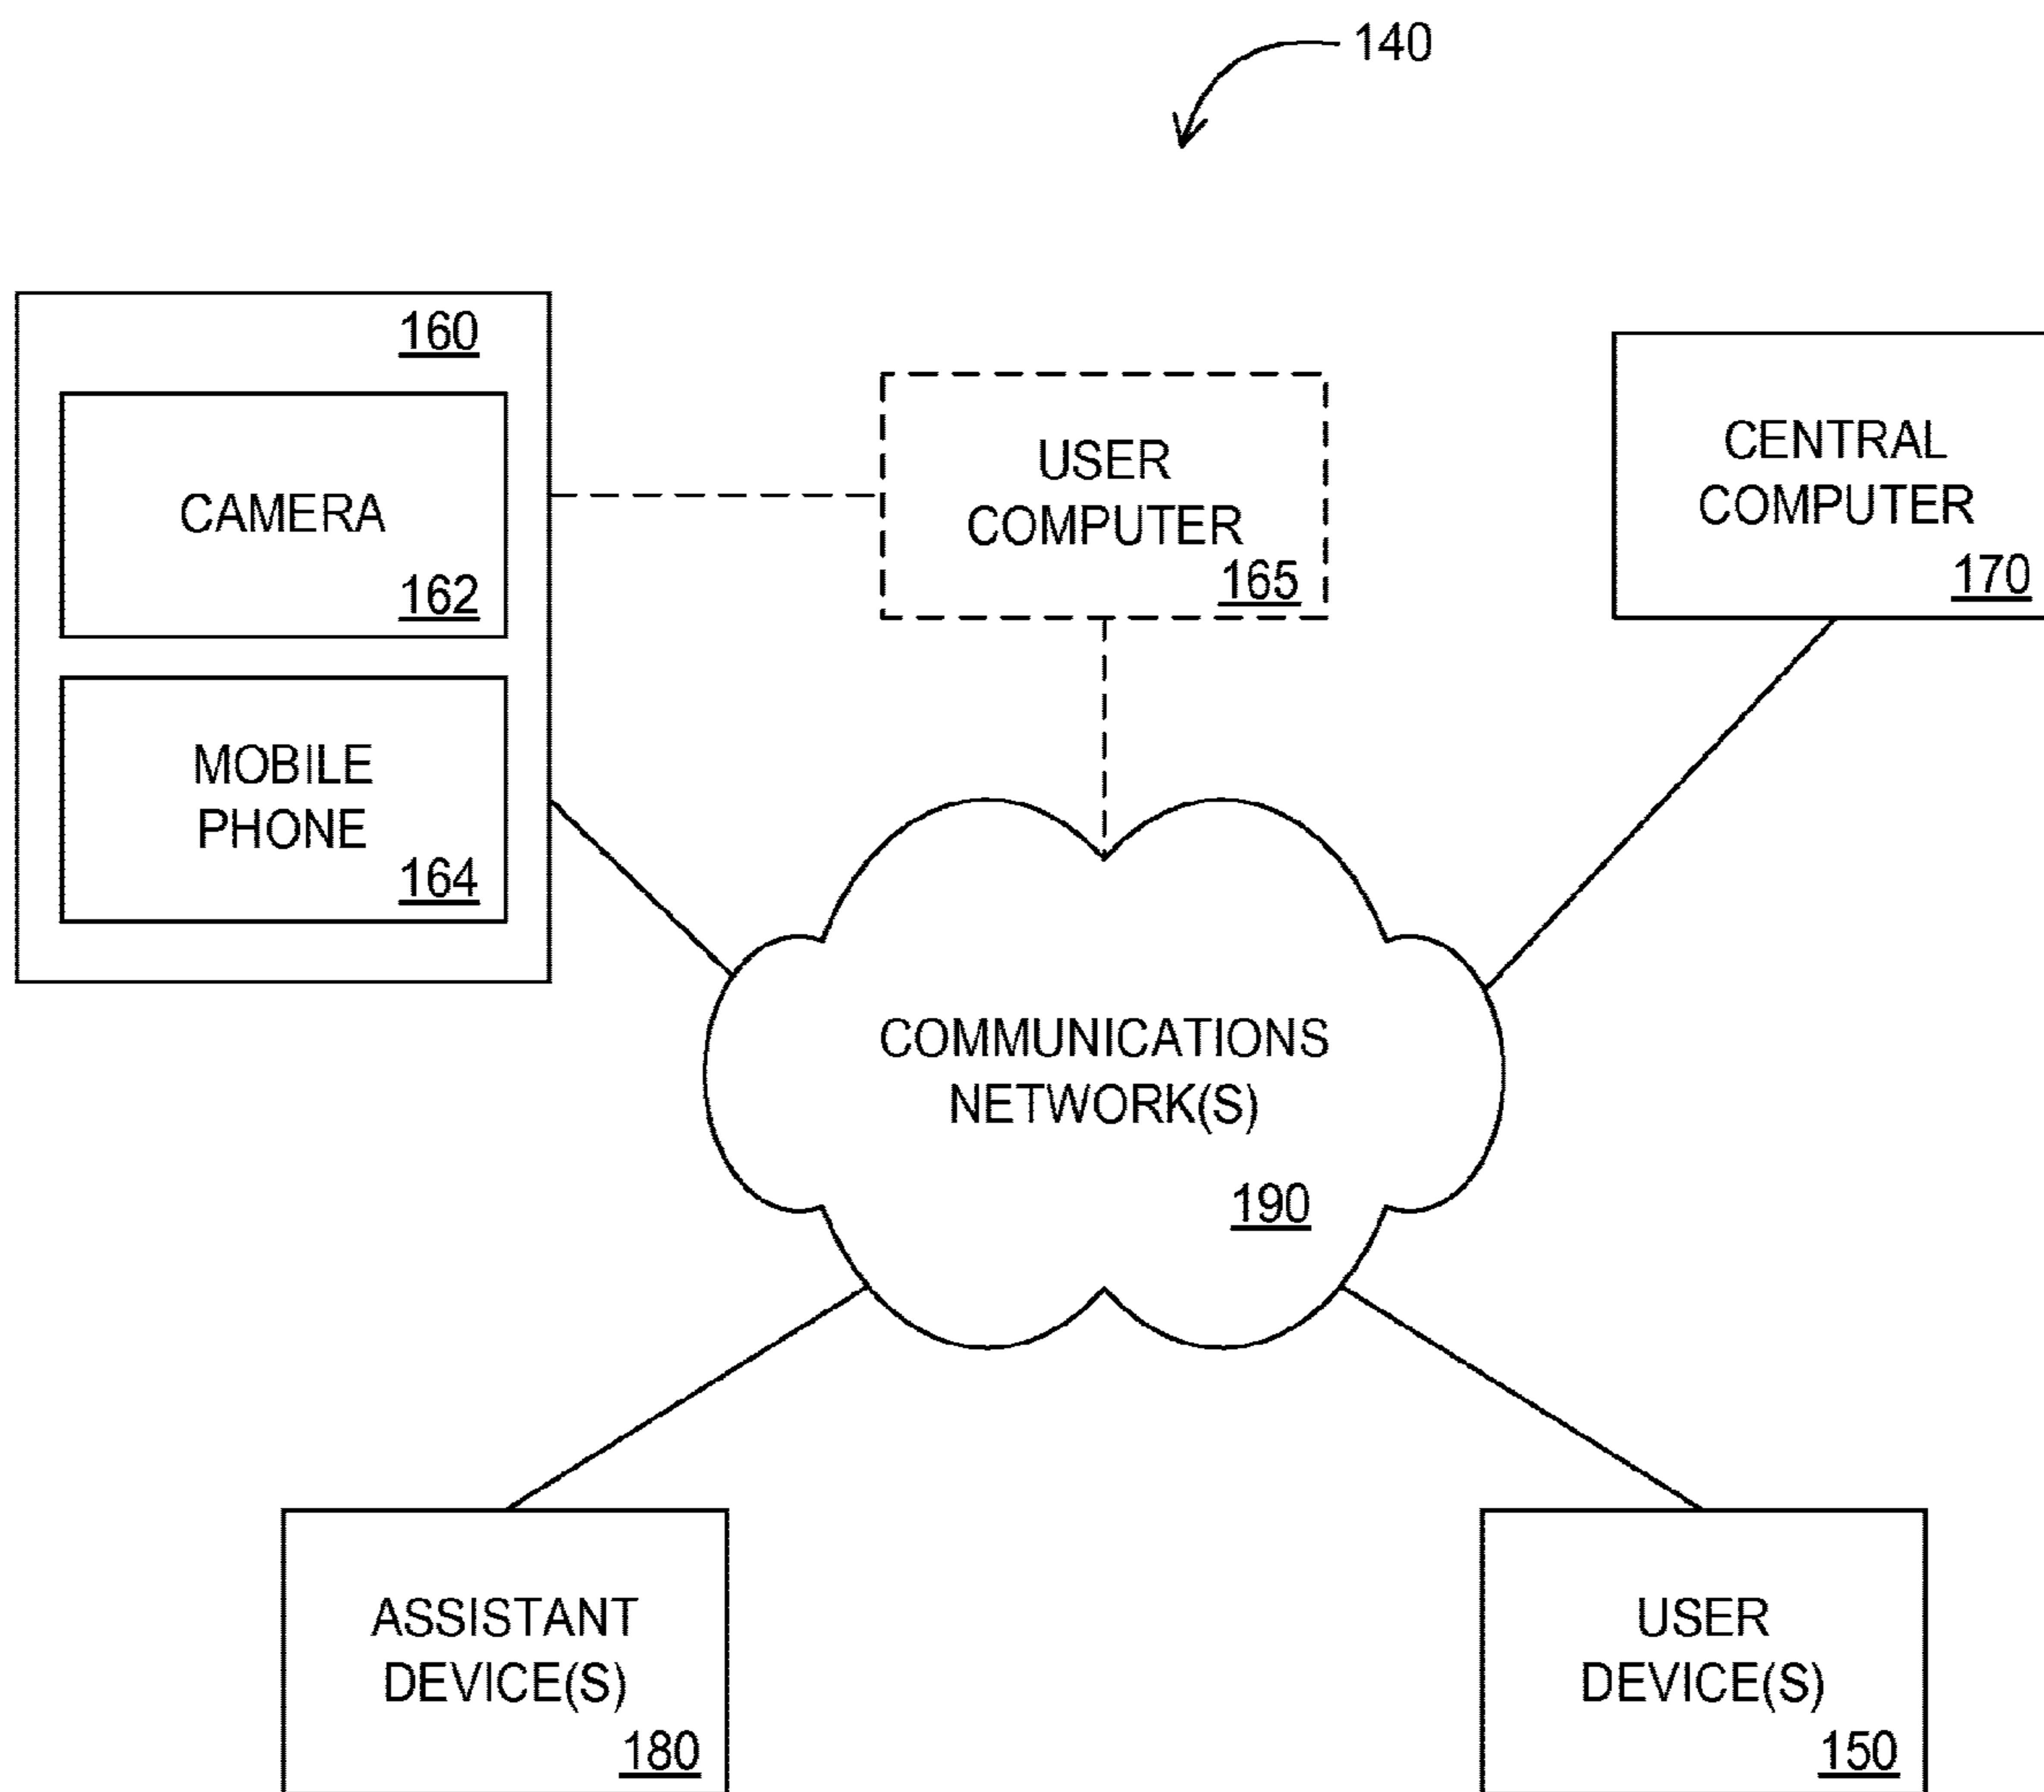 140
160
CAMERA
162
MOBILE
PHONE
164
USER
COMPUTER
165
CENTRAL
COMPUTER
170
COMMUNICATIONS
NETWORK(S)
190
ASSISTANT
DEVICE(S)
180
USER
DEVICE(S)
150